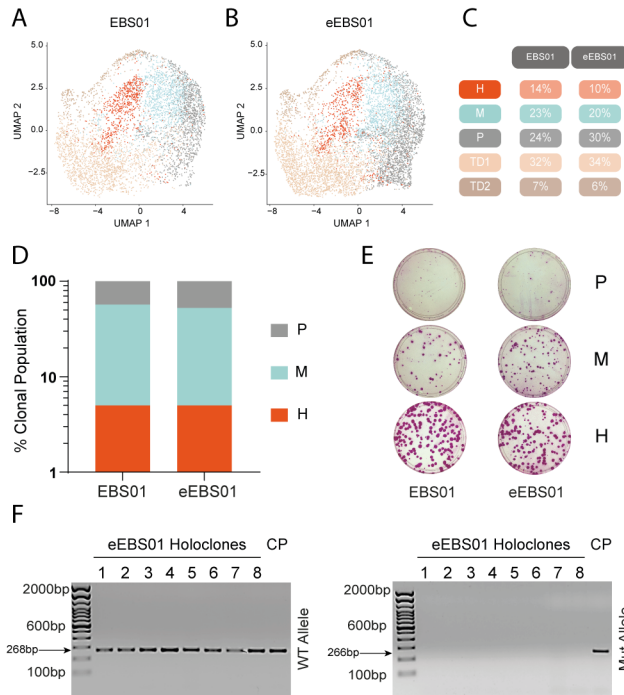 A
EBS01
5.0
2.5
0.0
−2.5
UMAP 2
−8
−4
0
4
UMAP 1
B
eEBS01
5.0
2.5
0.0
−2.5
UMAP 2
−8
−4
0
4
UMAP 1
C
EBS01 eEBS01
H 14% 10%
M 23% 20%
P 24% 30%
TD1 32% 34%
TD2 7% 6%
D
% Clonal Population
100
10
1
EBS01 eEBS01
P
M
H
E
P
M
H
EBS01 eEBS01
F
eEBS01 Holoclones CP
1 2 3 4 5 6 7 8
2000bp
600bp
268bp
100bp
WT Allele
eEBS01 Holoclones CP
1 2 3 4 5 6 7 8
2000bp
600bp
266bp
100bp
Mut Allele